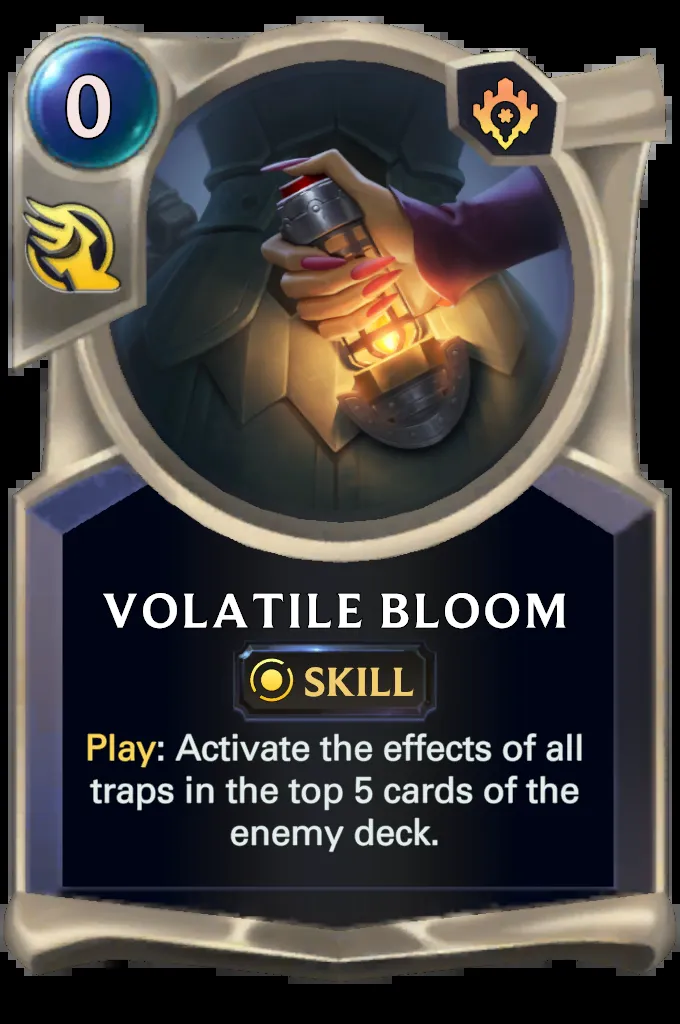 0
VOLATILE BLOOM
SKILL
Play: Activate the effects of all
traps in the top 5 cards of the
enemy deck.